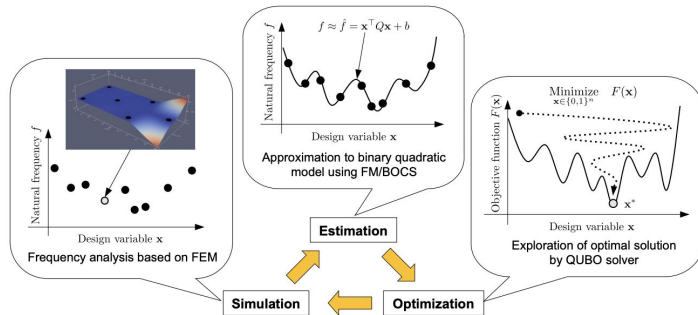 Natural frequency f
Design variable x
Frequency analysis based on FEM
f ≈ f̂ = x⊤Qx + b
Natural frequency f
Design variable x
Approximation to binary quadratic
model using FM/BOCS
Minimize F(x)
x∈{0,1}ⁿ
Objective function F(x)
x*
Design variable x
Exploration of optimal solution
by QUBO solver
Estimation
Simulation
Optimization